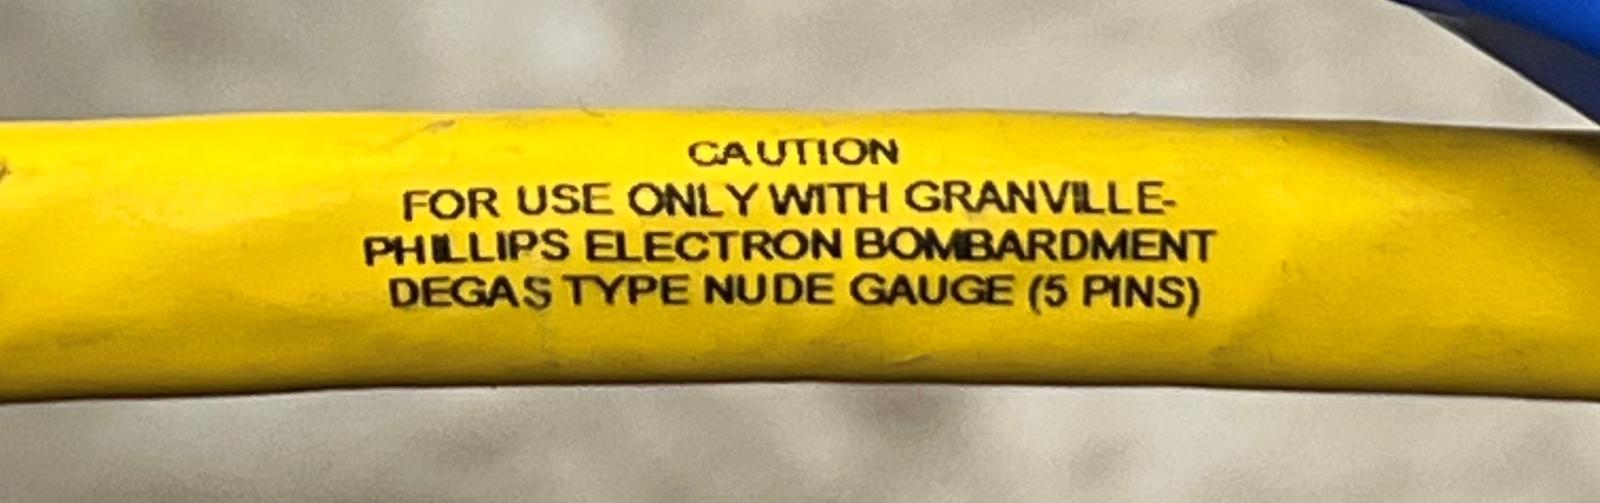 CAUTION
FOR USE ONLY WITH GRANVILLE-
PHILLIPS ELECTRON BOMBARDMENT
DEGAS TYPE NUDE GAUGE (5 PINS)